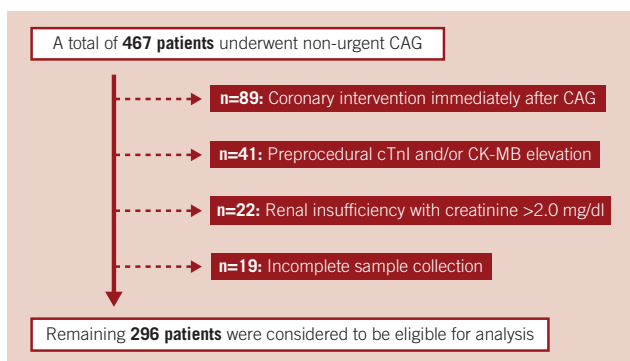 A total of 467 patients underwent non-urgent CAG
n=89: Coronary intervention immediately after CAG
n=41: Preprocedural cTnI and/or CK-MB elevation
n=22: Renal insufficiency with creatinine >2.0 mg/dl
n=19: Incomplete sample collection
Remaining 296 patients were considered to be eligible for analysis